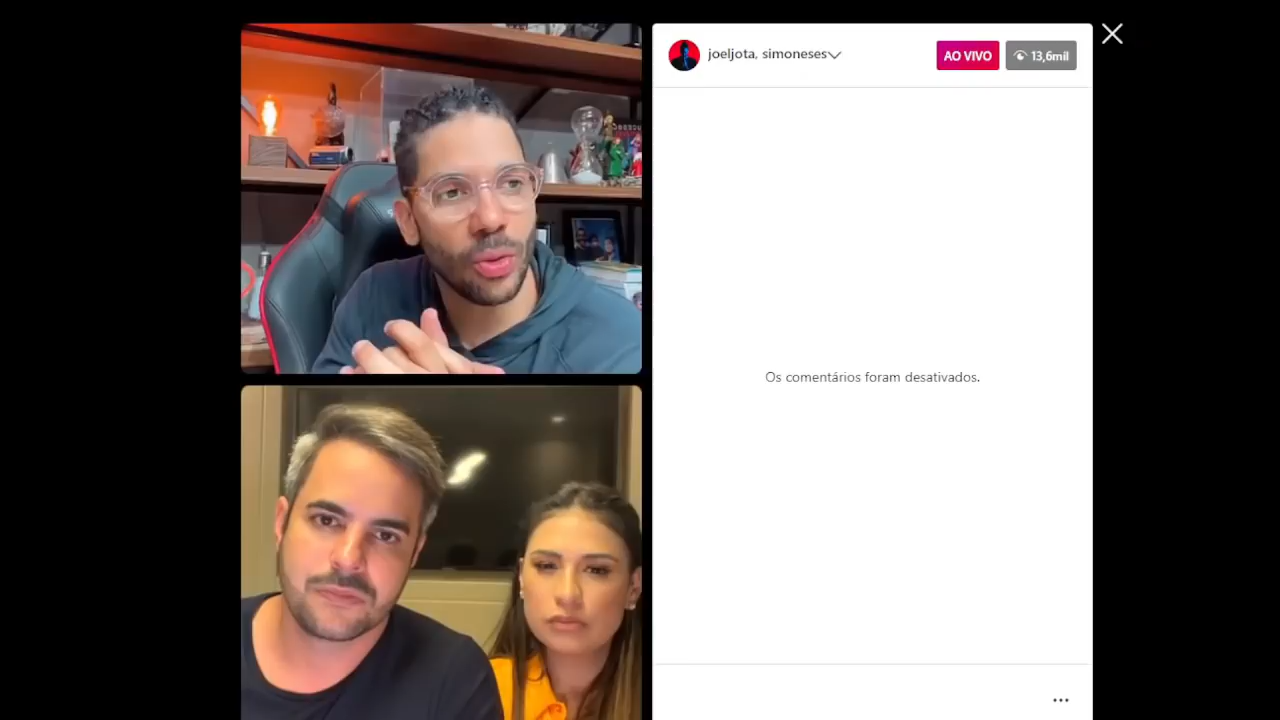 joeljota, simoneses
AO VIVO
13,6mil
Os comentários foram desativados.